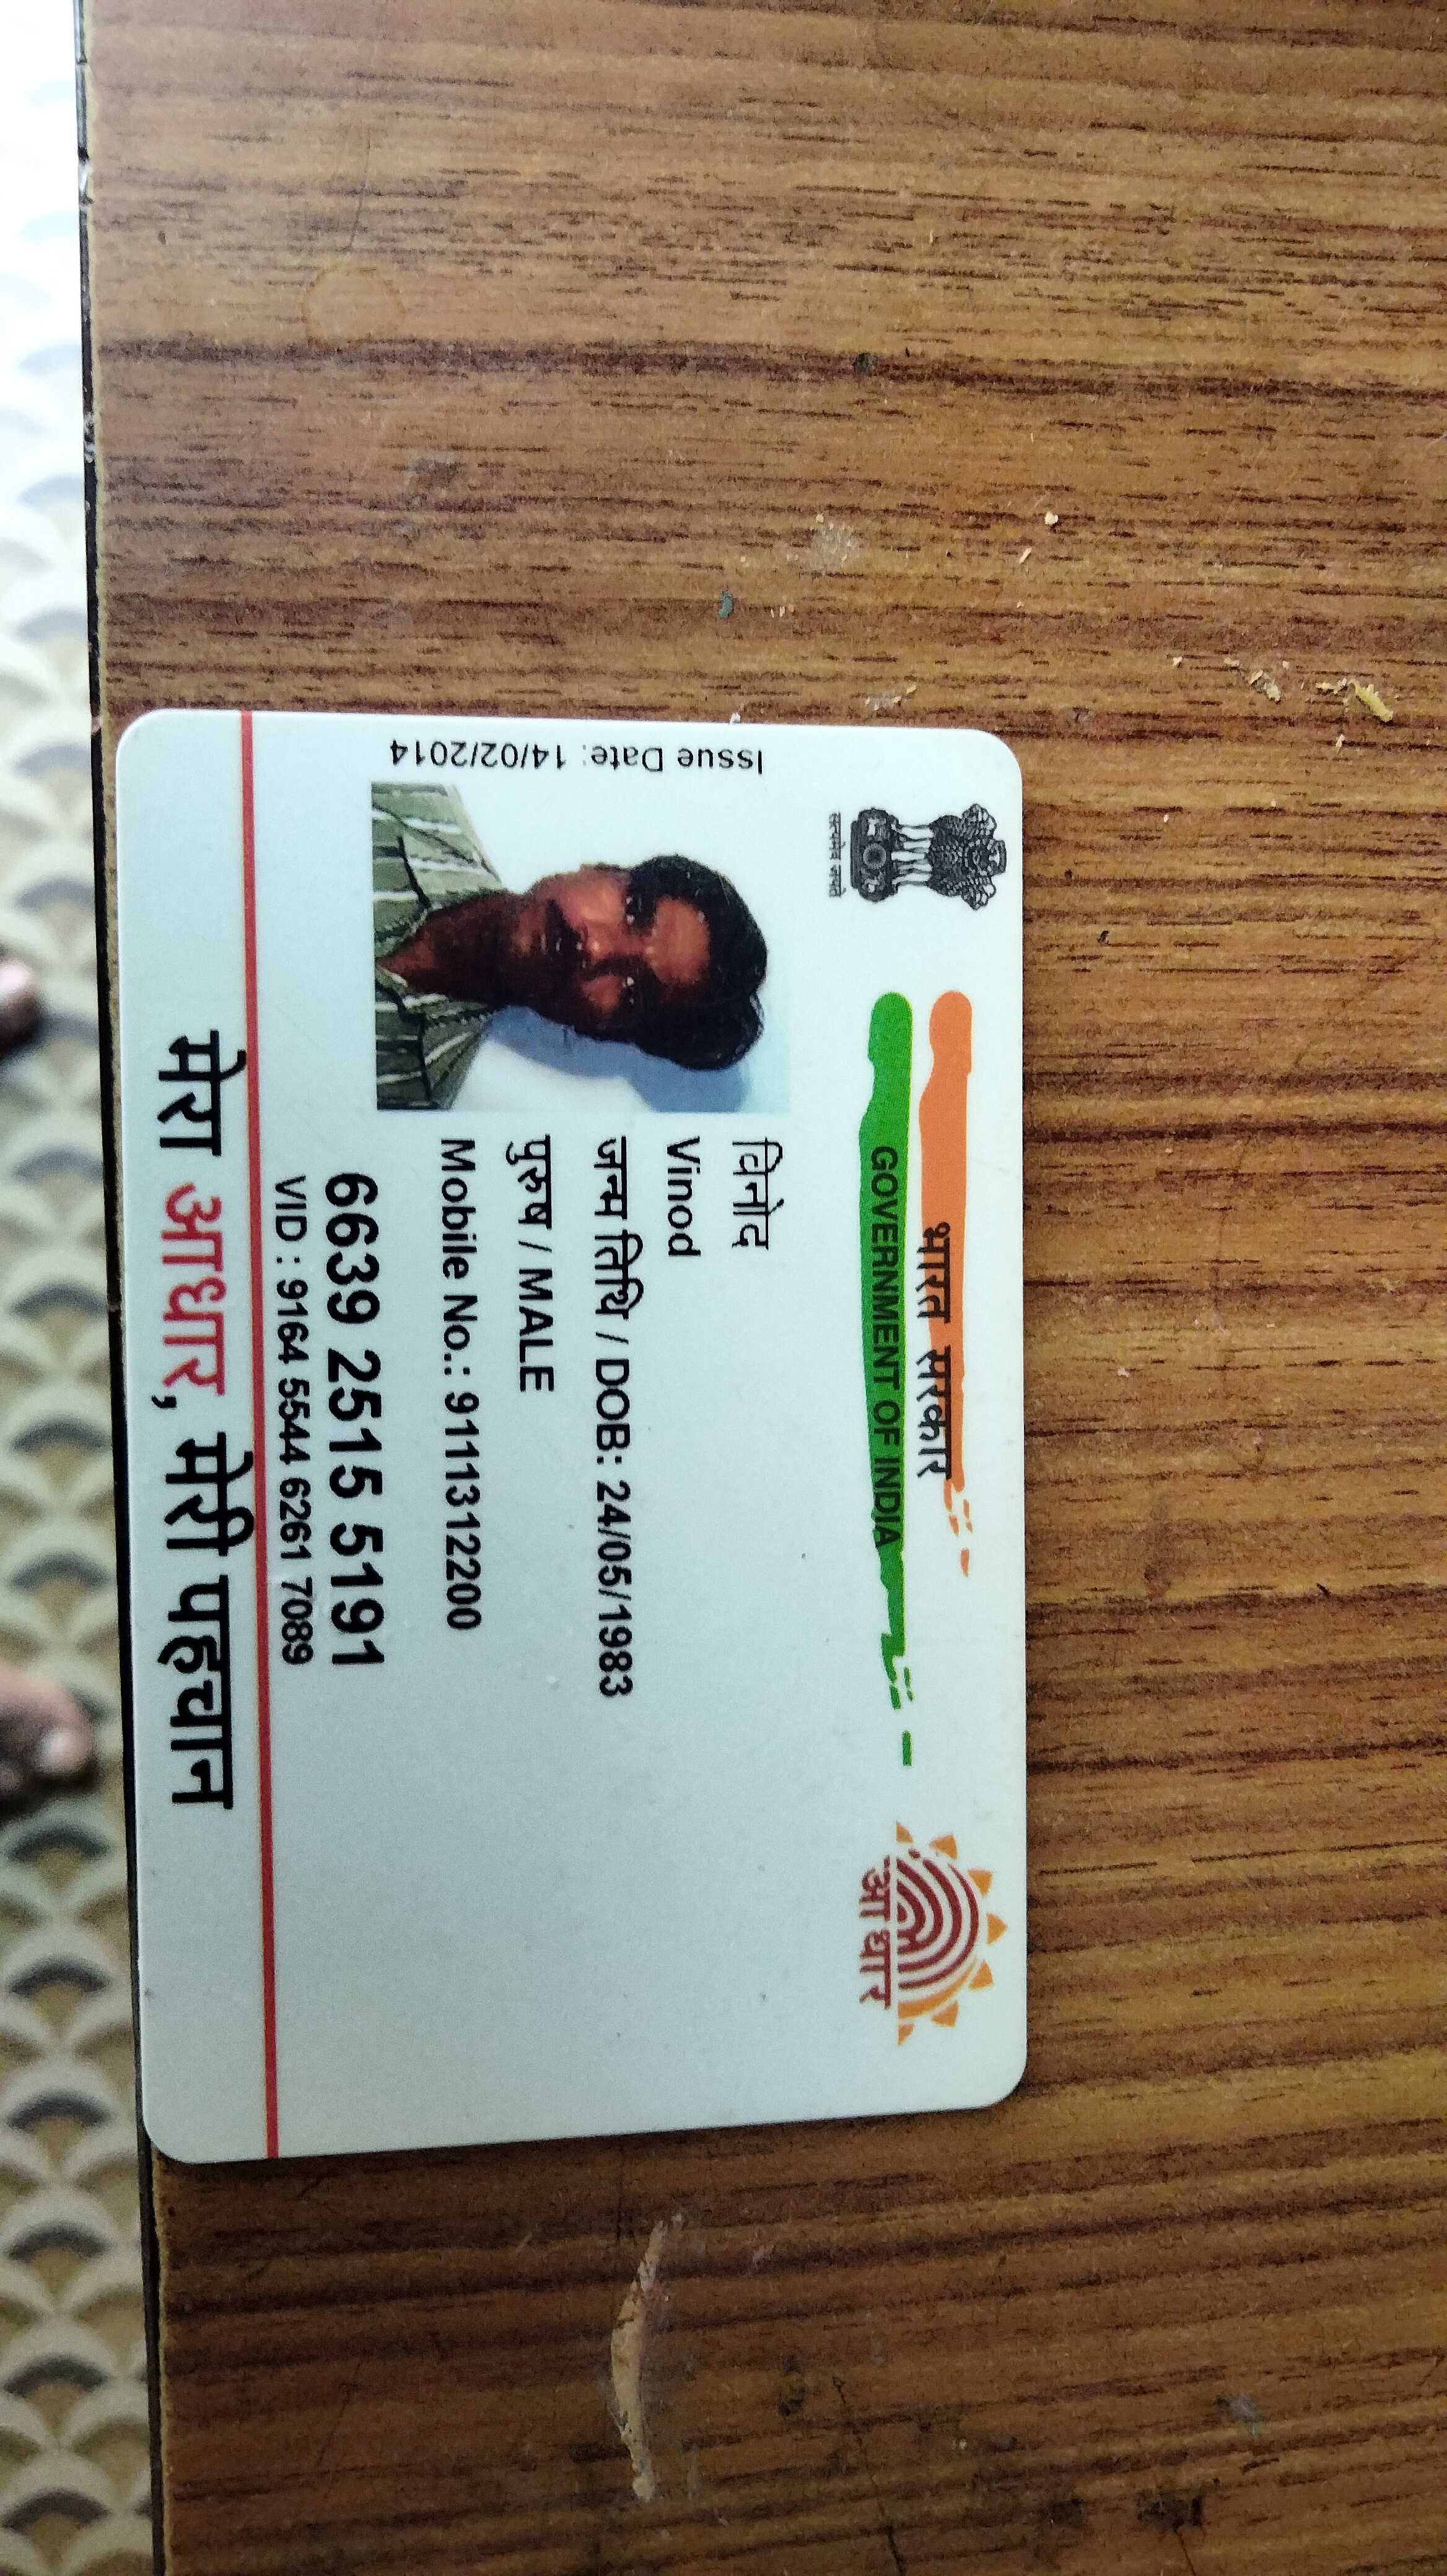 भारत सरकार
GOVERNMENT OF INDIA
सत्यमेव जयते
आधार
Issue Date: 14/02/2014
विनोद
Vinod
जन्म तिथि / DOB: 24/05/1983
पुरुष / MALE
Mobile No.: 9111312200
6639 2515 5191
VID : 9164 5544 6261 7089
मेरा आधार, मेरी पहचान